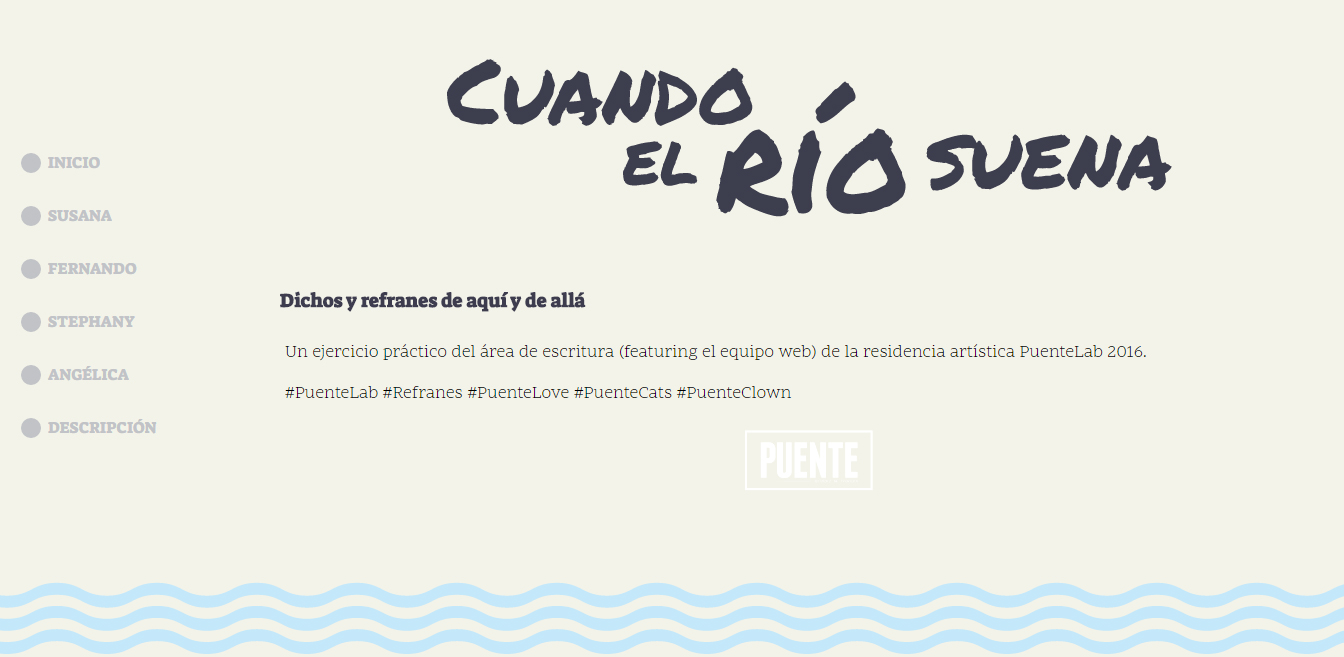 CUANDO
EL RÍO SUENA
INICIO
SUSANA
FERNANDO
STEPHANY
ANGÉLICA
DESCRIPCIÓN
Dichos y refranes de aquí y de allá
Un ejercicio práctico del área de escritura (featuring el equipo web) de la residencia artística PuenteLab 2016.
#PuenteLab #Refranes #PuenteLove #PuenteCats #PuenteClown
PUENTE